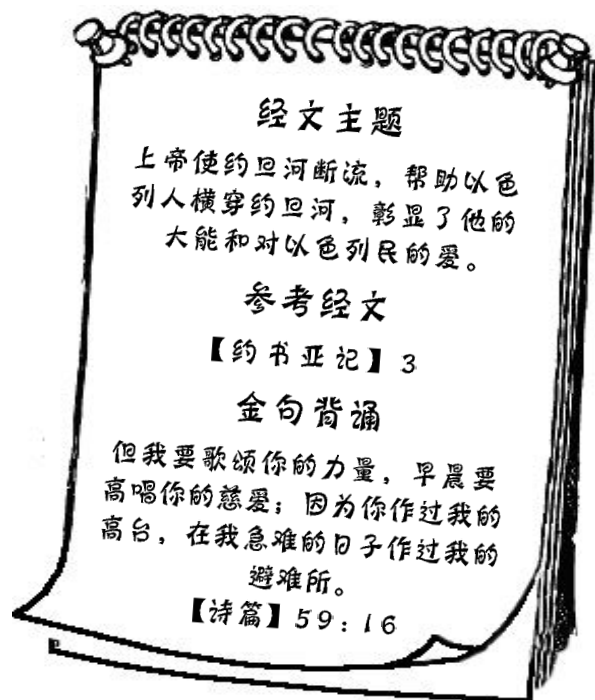 经文主题
上帝使约旦河断流，帮助以色
列人横穿约旦河，彰显了他的
大能和对以色列民的爱。
参考经文
【约书亚记】3
金句背诵
但我要歌颂你的力量，早晨要
高唱你的慈爱；因为你作过我的
高台，在我急难的日子作过我的
避难所。
【诗篇】59：16